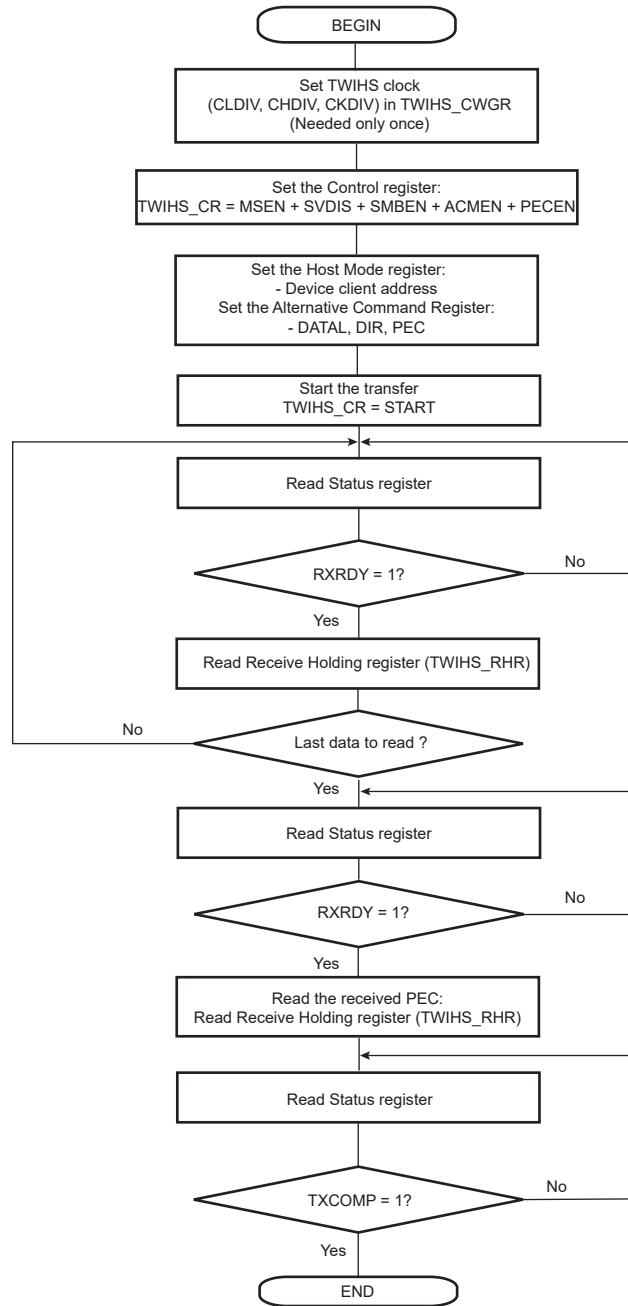 BEGIN
Set TWIHS clock
(CLDIV, CHDIV, CKDIV) in TWIHS_CWGR
(Needed only once)
Set the Control register:
TWIHS_CR = MSEN + SVDIS + SMBEN + ACMEN + PECEN
Set the Host Mode register:
- Device client address
Set the Alternative Command Register:
- DATAL, DIR, PEC
Start the transfer
TWIHS_CR = START
Read Status register
RXRDY = 1?
No
Yes
Read Receive Holding register (TWIHS_RHR)
No
Last data to read ?
Yes
Read Status register
RXRDY = 1?
No
Yes
Read the received PEC:
Read Receive Holding register (TWIHS_RHR)
Read Status register
TXCOMP = 1?
No
Yes
END